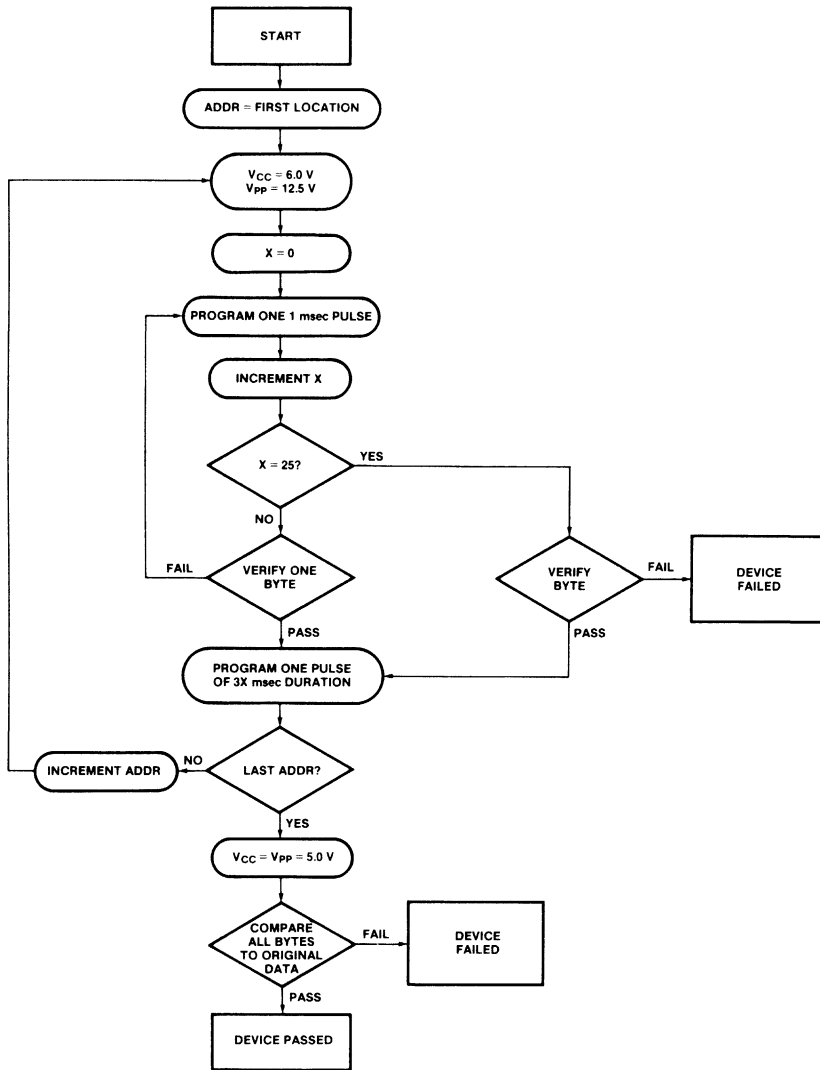 START
ADDR = FIRST LOCATION
VCC = 6.0 V
VPP = 12.5 V
X = 0
PROGRAM ONE 1 msec PULSE
INCREMENT X
X = 25?
YES
NO
VERIFY ONE
BYTE
FAIL
PASS
VERIFY
BYTE
FAIL
PASS
DEVICE
FAILED
PROGRAM ONE PULSE
OF 3X msec DURATION
LAST ADDR?
NO
INCREMENT ADDR
YES
VCC = VPP = 5.0 V
COMPARE
ALL BYTES
TO ORIGINAL
DATA
FAIL
DEVICE
FAILED
PASS
DEVICE PASSED